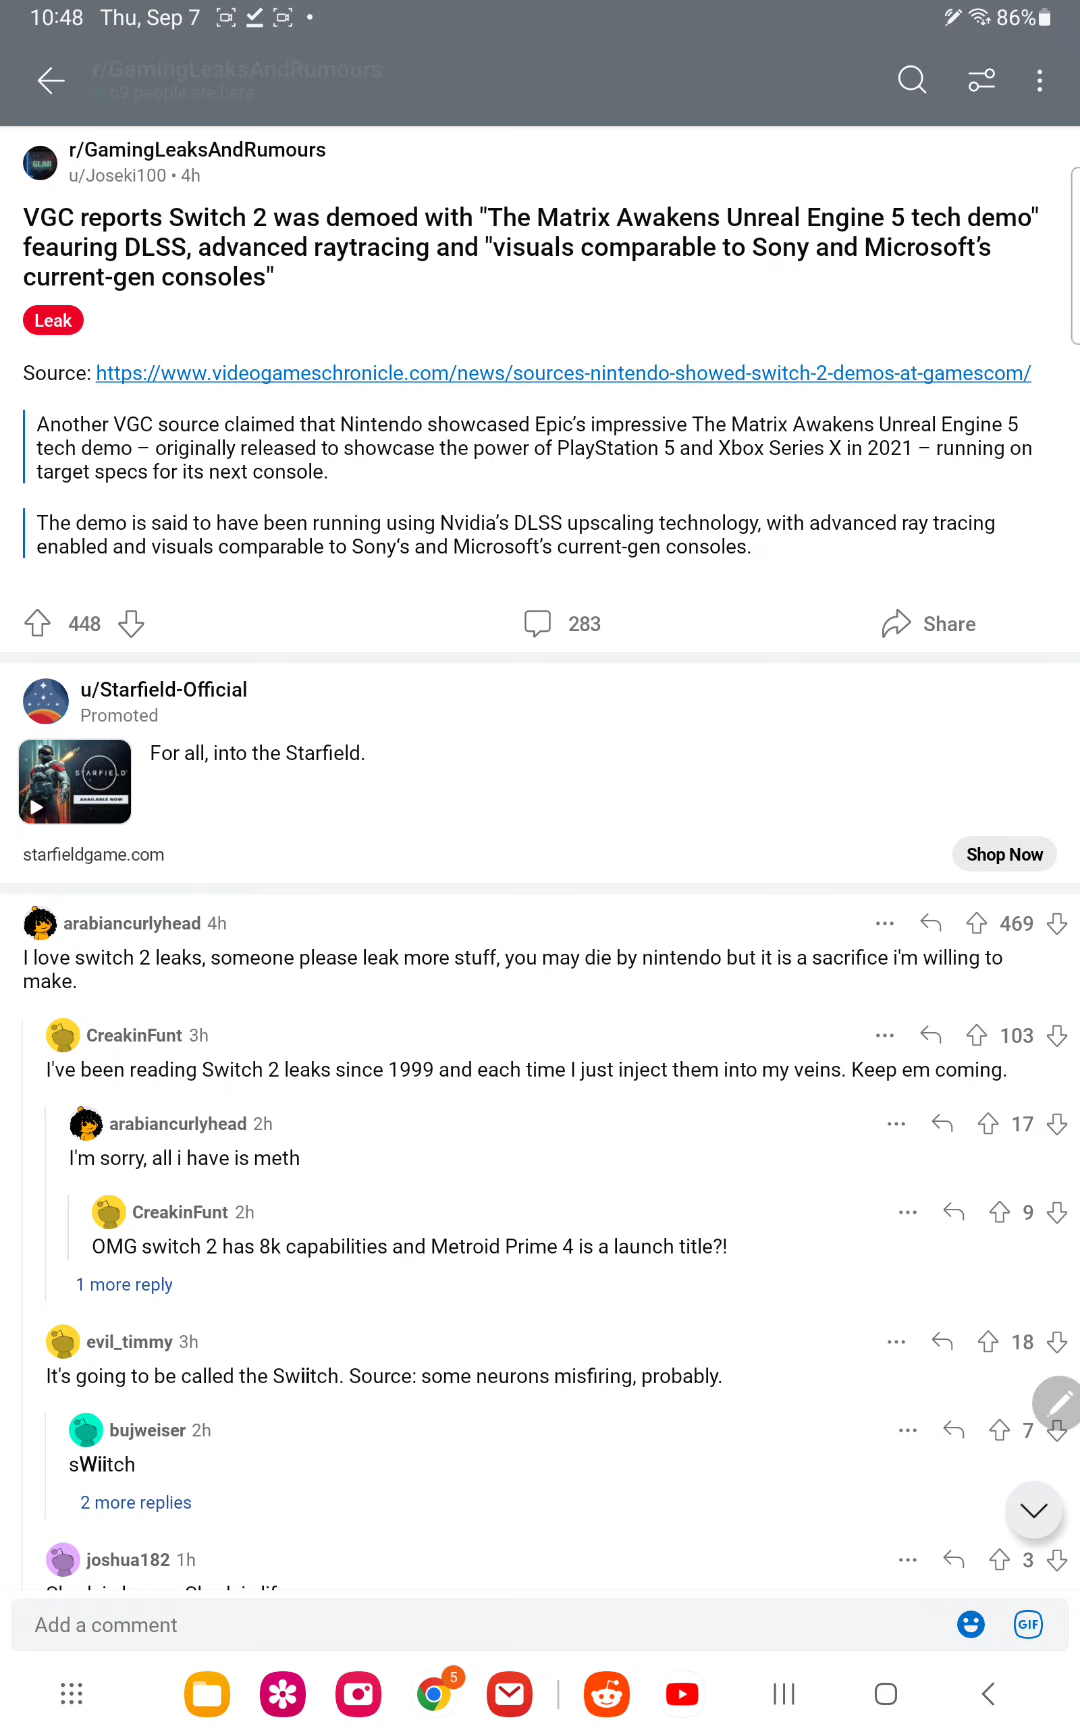 10:48 Thu, Sep 7
86%
r/GamingLeaksAndRumours
69 people are here
r/GamingLeaksAndRumours
u/Joseki100 • 4h
VGC reports Switch 2 was demoed with "The Matrix Awakens Unreal Engine 5 tech demo"
feauring DLSS, advanced raytracing and "visuals comparable to Sony and Microsoft’s
current-gen consoles"
Leak
Source: https://www.videogameschronicle.com/news/sources-nintendo-showed-switch-2-demos-at-gamescom/
Another VGC source claimed that Nintendo showcased Epic’s impressive The Matrix Awakens Unreal Engine 5
tech demo – originally released to showcase the power of PlayStation 5 and Xbox Series X in 2021 – running on
target specs for its next console.
The demo is said to have been running using Nvidia’s DLSS upscaling technology, with advanced ray tracing
enabled and visuals comparable to Sony‘s and Microsoft’s current-gen consoles.
448
283
Share
u/Starfield-Official
Promoted
For all, into the Starfield.
STARFIELD
AVAILABLE NOW
starfieldgame.com
Shop Now
arabiancurlyhead 4h
469
I love switch 2 leaks, someone please leak more stuff, you may die by nintendo but it is a sacrifice i'm willing to
make.
CreakinFunt 3h
103
I've been reading Switch 2 leaks since 1999 and each time I just inject them into my veins. Keep em coming.
arabiancurlyhead 2h
17
I'm sorry, all i have is meth
CreakinFunt 2h
9
OMG switch 2 has 8k capabilities and Metroid Prime 4 is a launch title?!
1 more reply
evil_timmy 3h
18
It's going to be called the Swiitch. Source: some neurons misfiring, probably.
bujweiser 2h
7
sWiitch
2 more replies
joshua182 1h
3
Add a comment
GIF
5